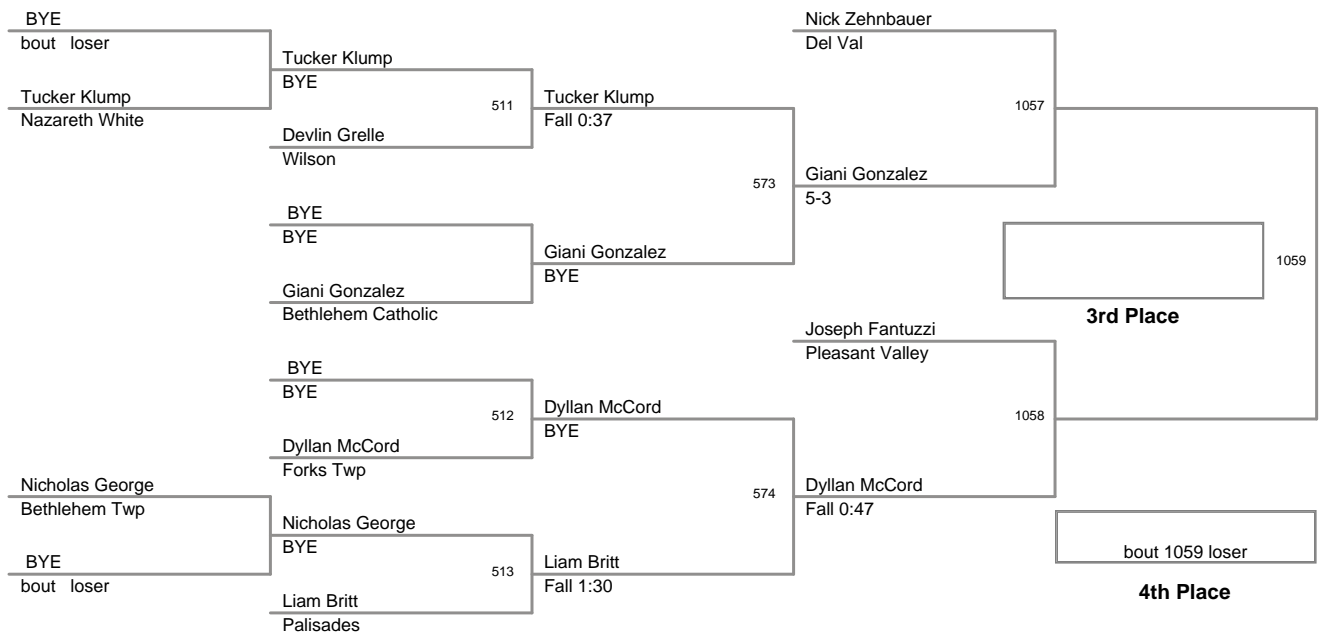 BYE
bout loser
Tucker Klump
Nazareth White
Tucker Klump
BYE
511
Devlin Grelle
Wilson
Tucker Klump
Fall 0:37
BYE
BYE
Giani Gonzalez
Bethlehem Catholic
Giani Gonzalez
BYE
573
Nick Zehnbauer
Del Val
1057
Giani Gonzalez
5-3
1059
3rd Place
BYE
BYE
512
Dyllan McCord
Forks Twp
Dyllan McCord
BYE
Nicholas George
Bethlehem Twp
BYE
bout loser
Nicholas George
BYE
513
Liam Britt
Palisades
Liam Britt
Fall 1:30
574
Joseph Fantuzzi
Pleasant Valley
1058
Dyllan McCord
Fall 0:47
bout 1059 loser
4th Place